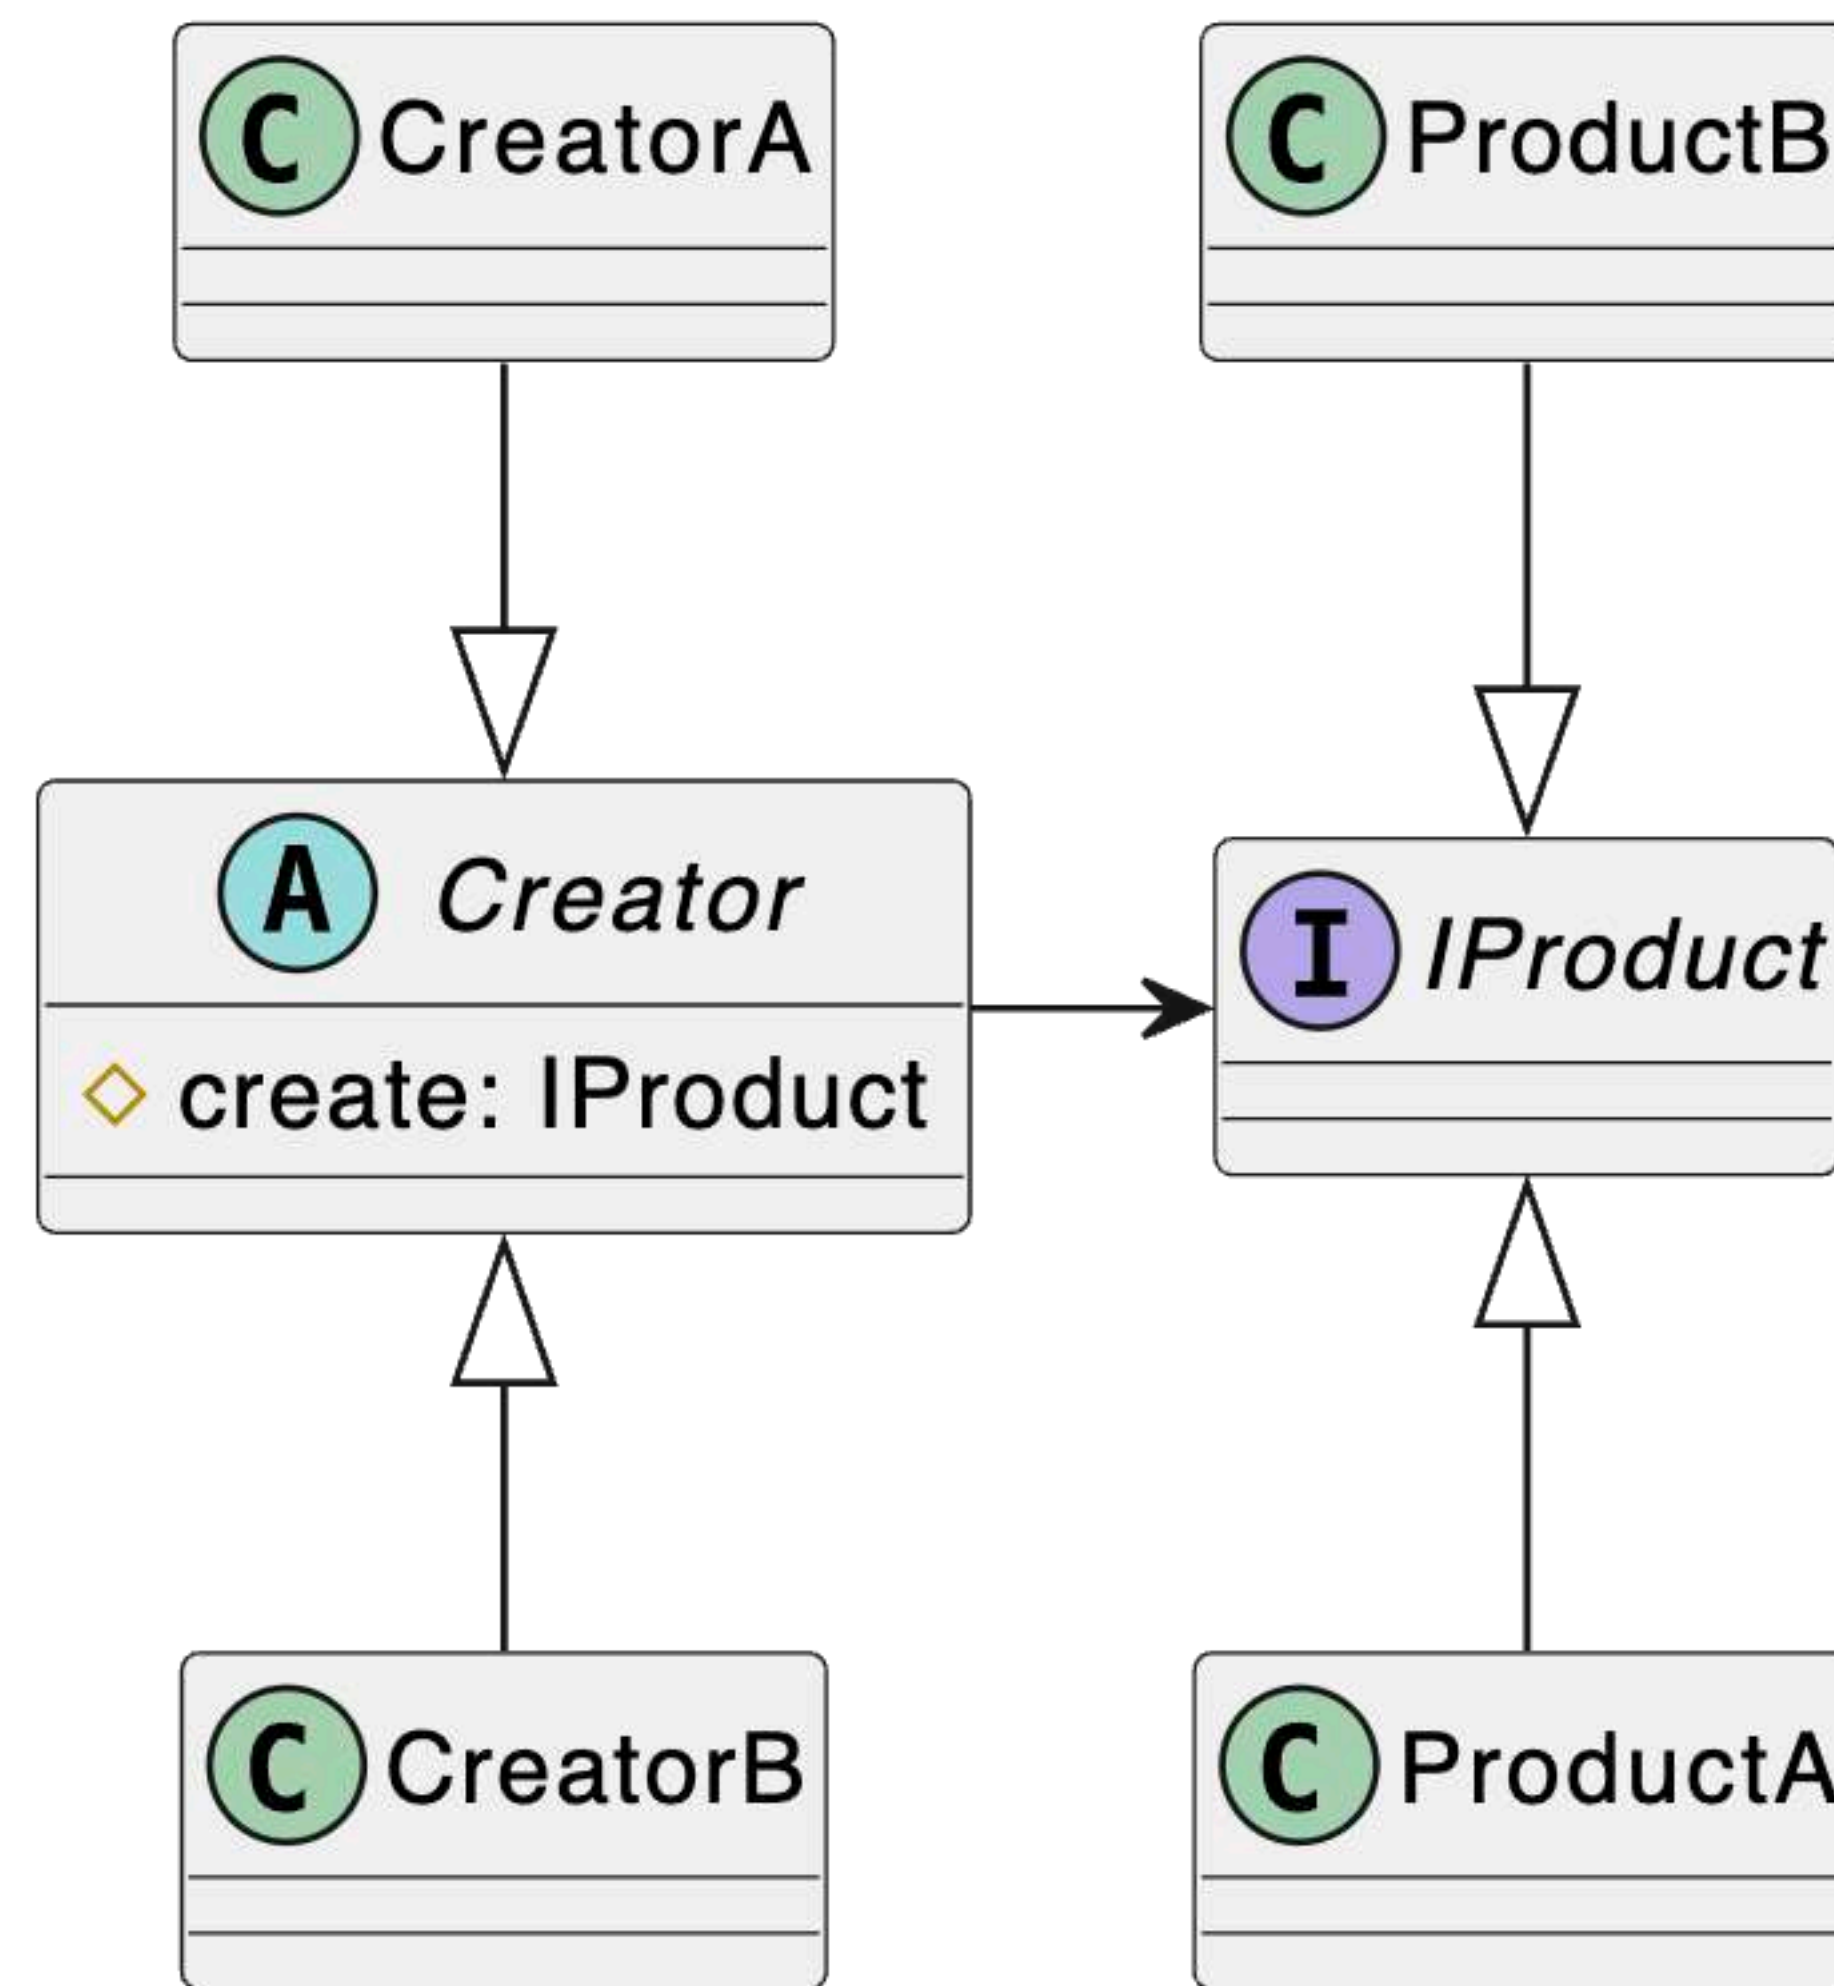 C CreatorA
C ProductB
A Creator
create: IProduct
I IProduct
C CreatorB
C ProductA